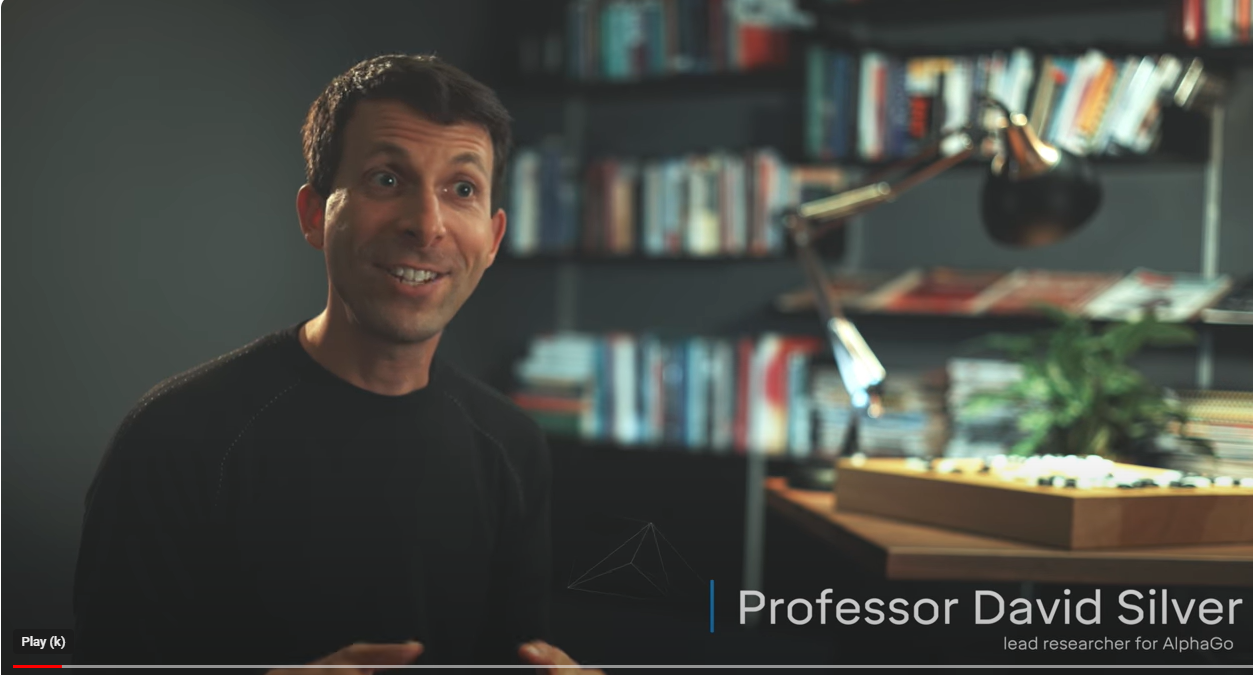 Professor David Silver
lead researcher for AlphaGo
Play (k)